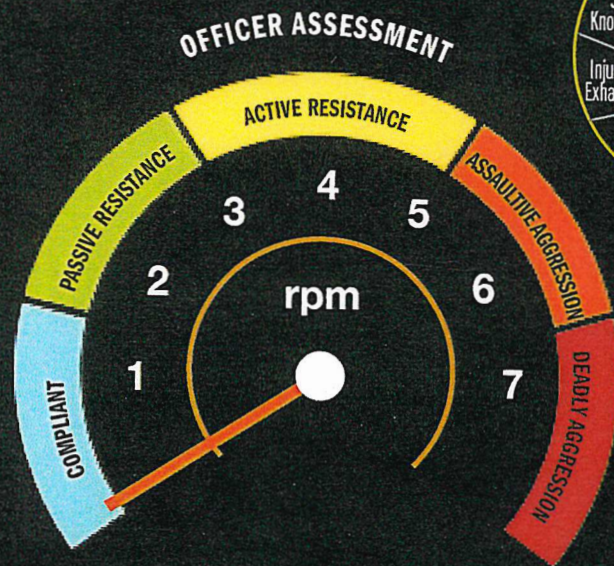 OFFICER ASSESSMENT
COMPLIANT
PASSIVE RESISTANCE
ACTIVE RESISTANCE
ASSAULTIVE AGGRESSION
DEADLY AGGRESSION
1
2
3
4
5
6
7
rpm